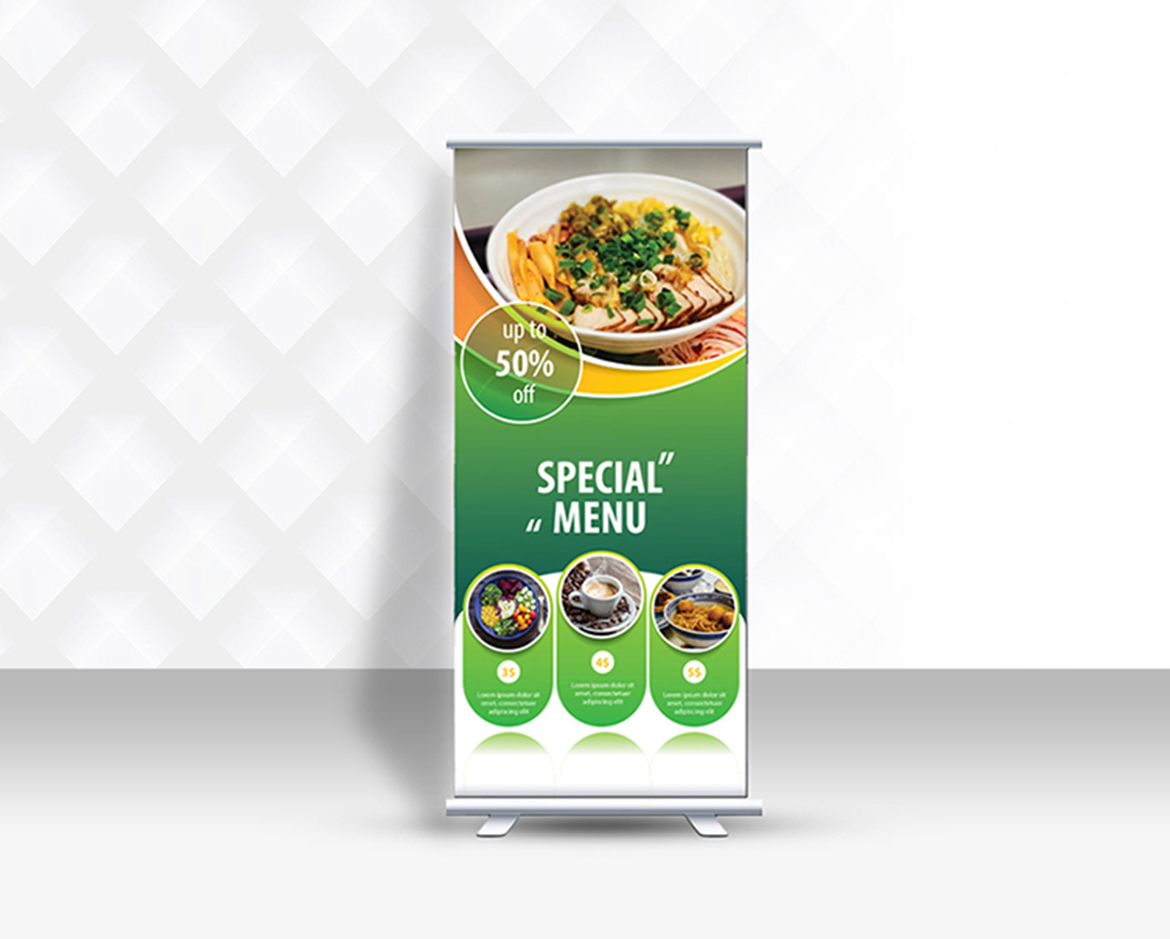 up to
50%
off
SPECIAL”
“ MENU
3$
Lorem ipsum dolor sit
amet, consectetuer
adipiscing elit
4$
Lorem ipsum dolor sit
amet, consectetuer
adipiscing elit
5$
Lorem ipsum dolor sit
amet, consectetuer
adipiscing elit